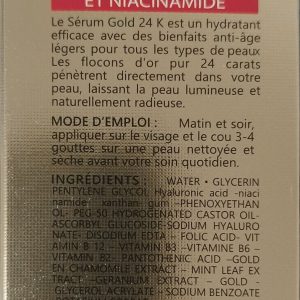 ET NIACINAMIDE
Le Sérum Gold 24 K est un hydratant
efficace avec des bienfaits anti-âge
légers pour tous les types de peaux
Les flocons d'or pur 24 carats
pénètrent directement dans votre
peau, laissant la peau lumineuse et
naturellement radieuse.
MODE D'EMPLOI : Matin et soir,
appliquer sur le visage et le cou 3-4
gouttes sur une peau nettoyée et
sèche avant votre soin quotidien.
INGRÉDIENTS : WATER • GLYCERIN
PENTYLENE GLYCOL Hyaluronic acid -niaci
namide xanthan gum –PHENOXYETHAN
OL- PEG-50 HYDROGENATED CASTOR OIL-
ASCORBYL GLUCOSIDE-SODIUM HYALURO
NATE- DISODIUM EDTA – FOLIC ACID - VIT
AMIN B 12 – VITAMIN B3 –VITAMINE B6 –
VITAMIN B2- PANTOTHENIC ACID –GOLD
EN CHAMOMILE EXTRAIT – MINT LEAF EX
TRACT –GERANIUM EXTRACT – GOLD -
GLYCEROL ACRYLATE – SODIUM BENZOATE